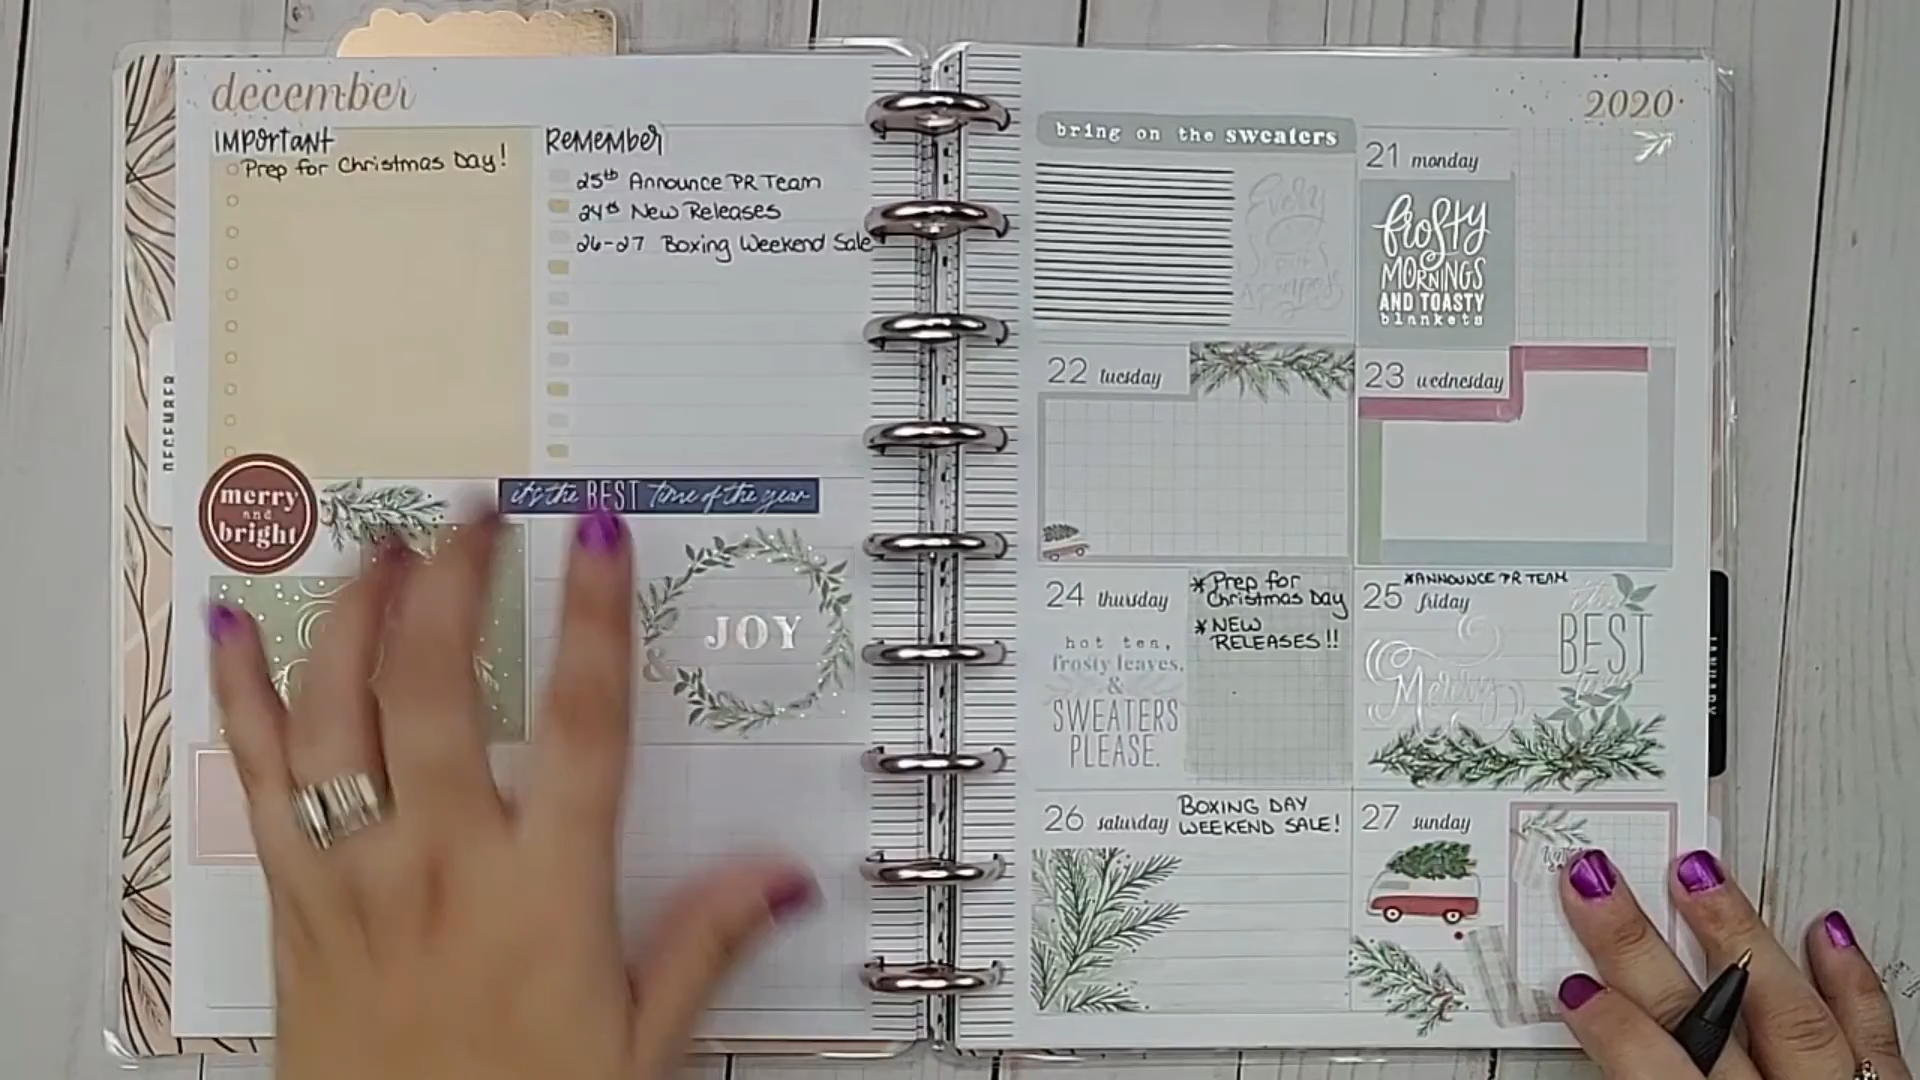 december
IMPORTANT
Prep for Christmas Day!
REMEMBER
25th Announce PR Team
24th New Releases
26-27 Boxing Weekend Sale
DECEMBER
merry
and
bright
it's the BEST time of the year
JOY
&
2020
bring on the sweaters
Every
a purpose
21 monday
frosty
MORNINGS
AND TOASTY
blankets
22 tuesday
23 wednesday
24 thursday
*Prep for
Christmas Day
*NEW
RELEASES!!
hot tea,
frosty leaves,
&
SWEATERS
PLEASE.
*ANNOUNCE PR TEAM
25 friday
the
BEST
Merry
26 saturday
BOXING DAY
WEEKEND SALE!
27 sunday
JANUARY